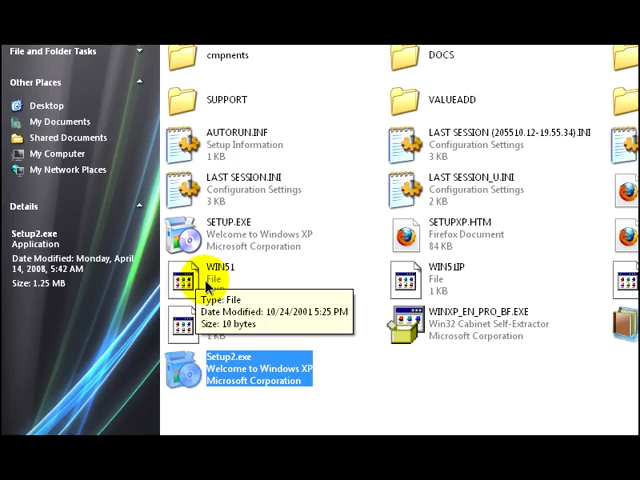 File and Folder Tasks
Other Places
Desktop
My Documents
Shared Documents
My Computer
My Network Places
Details
Setup2.exe
Application
Date Modified: Monday, April
14, 2008, 5:42 AM
Size: 1.25 MB
cmpnents
DOCS
SUPPORT
VALUEADD
AUTORUN.INF
Setup Information
1 KB
LAST SESSION (205510.12-19.55.34).INI
Configuration Settings
3 KB
LAST SESSION.INI
Configuration Settings
3 KB
LAST SESSION_U.INI
Configuration Settings
2 KB
SETUP.EXE
Welcome to Windows XP
Microsoft Corporation
SETUPXP.HTM
Firefox Document
84 KB
WIN51
File
WIN51IP
File
1 KB
Type: File
Date Modified: 10/24/2001 5:25 PM
Size: 10 bytes
1 KB
WINXP_EN_PRO_BF.EXE
Win32 Cabinet Self-Extractor
Microsoft Corporation
Setup2.exe
Welcome to Windows XP
Microsoft Corporation